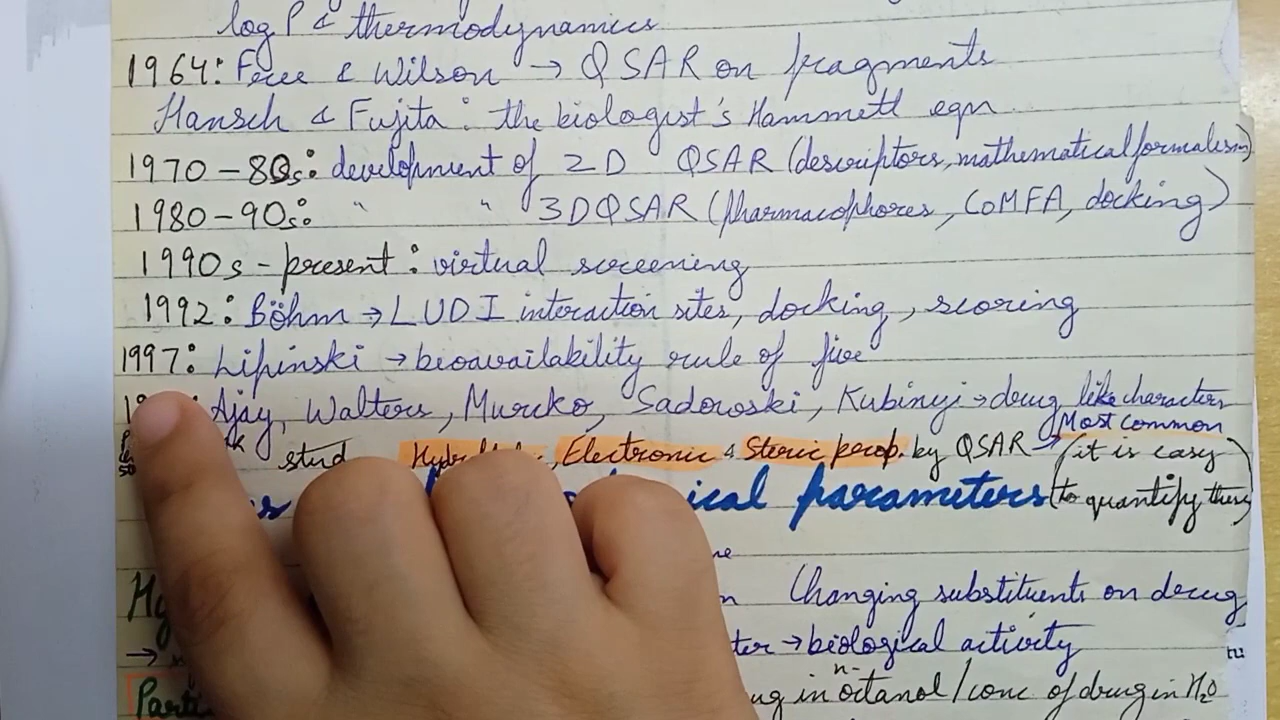 log P & thermodynamics
1964: Free & Wilson → QSAR on fragments
Hansch & Fujita: the biologist's Hammett eqn
1970 – 80s: development of 2D QSAR (descriptors, mathematical formalism)
1980 – 90s: " " 3DQSAR (pharmacophores, CoMFA, docking)
1990s – present: virtual screening
1992: Böhm → LUDI interaction sites, docking, scoring
1997: Lipinski → bioavailability rule of five
Ajay, Walters, Murcko, Sadowski, Kubinyi → drug like character
Most common
stud Electronic & Steric prop. by QSAR → (it is easy
ical parameters (to quantify them)
Changing substituents on drug
→ biological activity
in n-octanol / conc of drug in H₂O